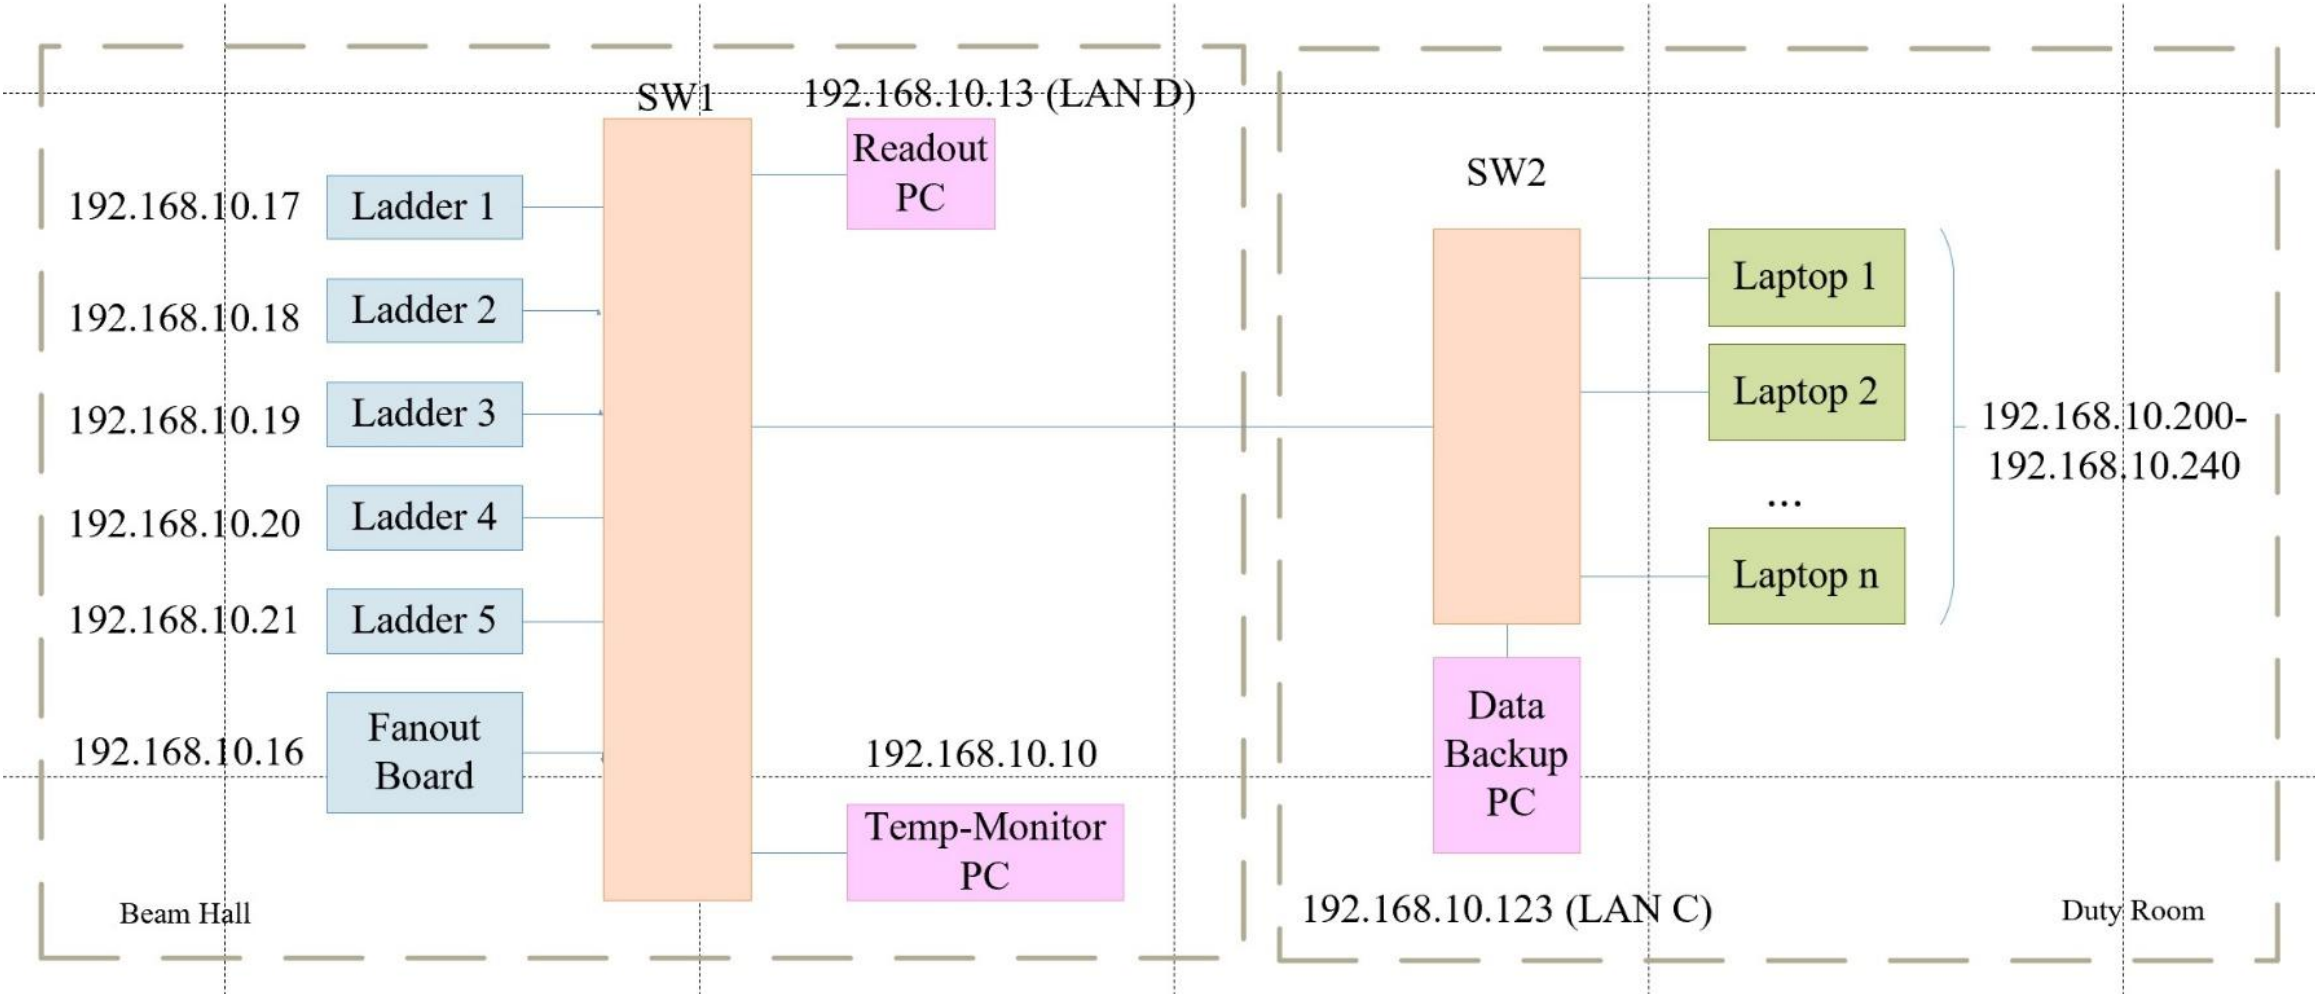 SW1
192.168.10.13 (LAN D)
Readout
PC
192.168.10.17
Ladder 1
192.168.10.18
Ladder 2
192.168.10.19
Ladder 3
192.168.10.20
Ladder 4
192.168.10.21
Ladder 5
192.168.10.16
Fanout
Board
192.168.10.10
Temp-Monitor
PC
Beam Hall
SW2
Laptop 1
Laptop 2
...
Laptop n
192.168.10.200-
192.168.10.240
Data
Backup
PC
192.168.10.123 (LAN C)
Duty Room